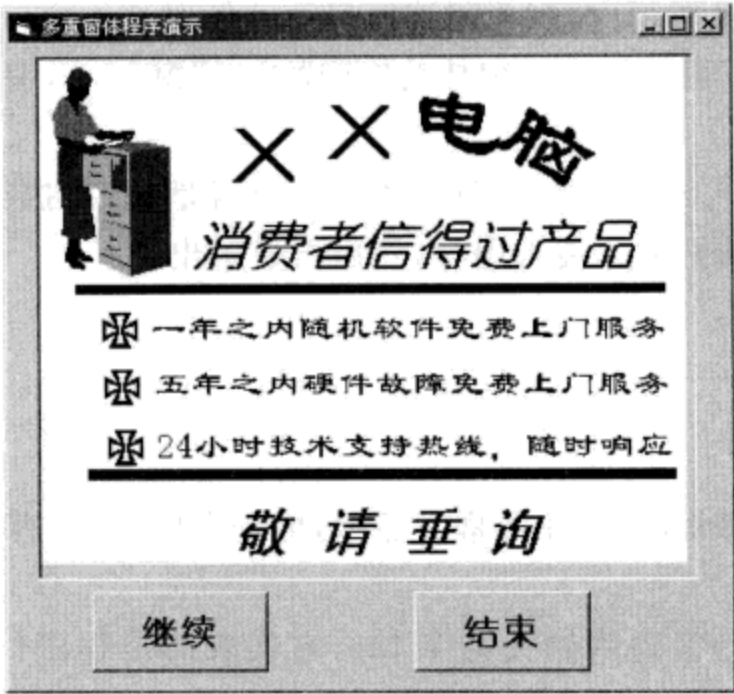 多重窗体程序演示
××电脑
消费者信得过产品
一年之内随机软件免费上门服务
五年之内硬件故障免费上门服务
24小时技术支持热线，随时响应
敬请垂询
继续
结束